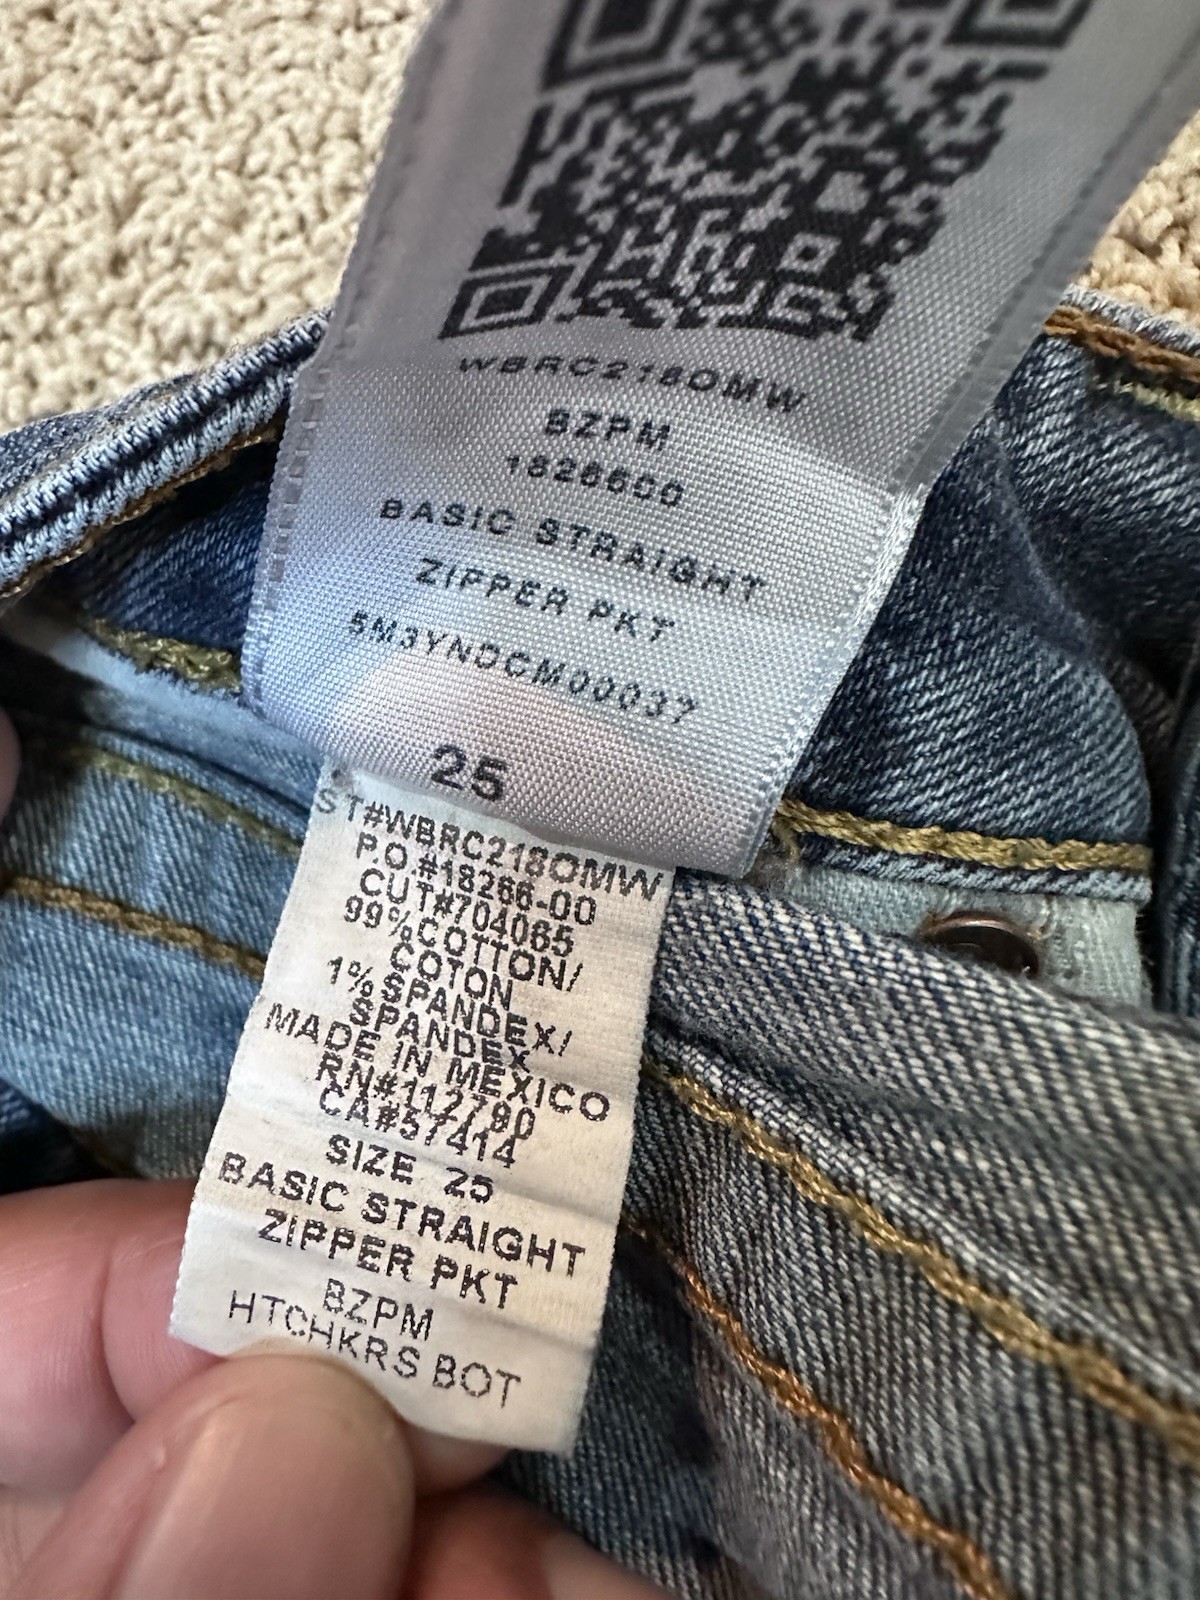 WBRC218OMW
BZPM
1826600
BASIC STRAIGHT
ZIPPER PKT
5M3YNDCM00037
25
ST#WBRC218OMW
P.O.#18266-00
CUT#704065
99%COTTON/
COTON
1%SPANDEX/
SPANDEX
MADE IN MEXICO
RN#112790
CA#57414
SIZE 25
BASIC STRAIGHT
ZIPPER PKT
BZPM
HTCHKRS BOT